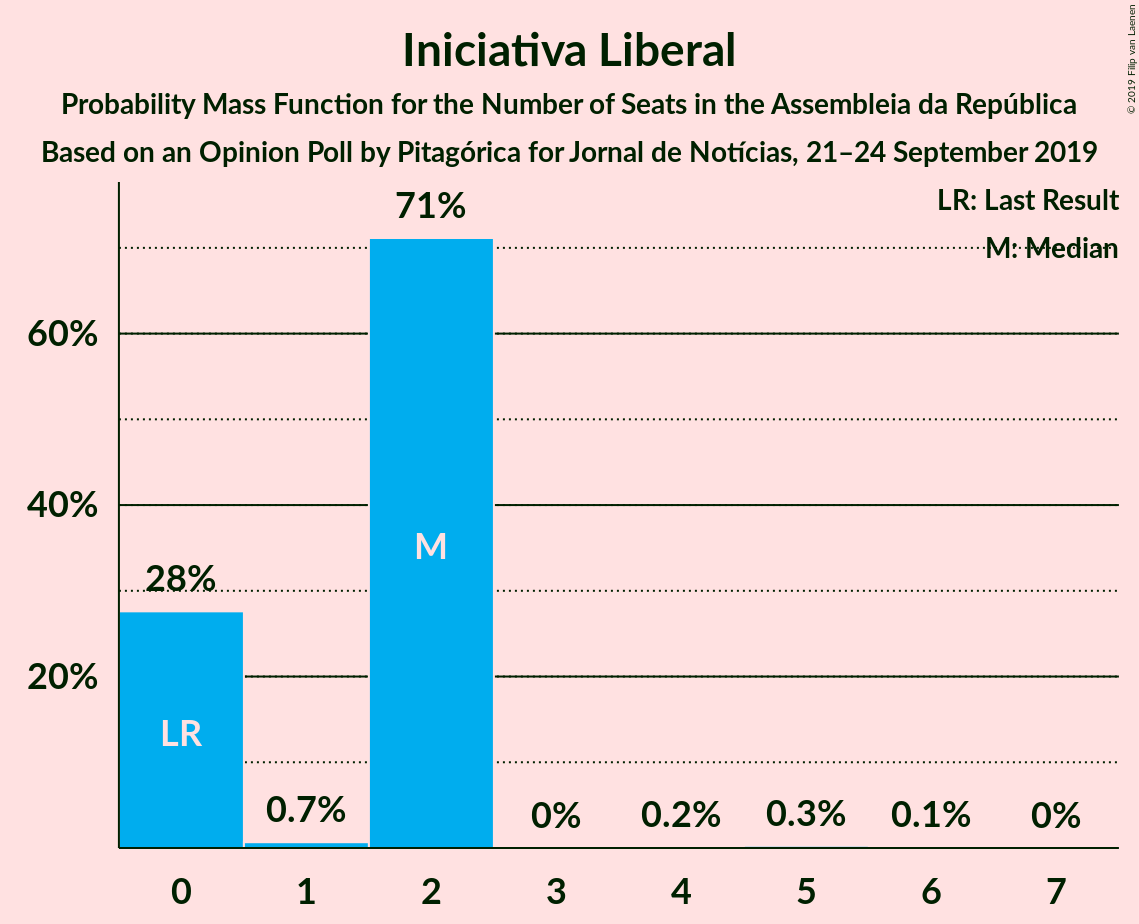 Iniciativa Liberal
Probability Mass Function for the Number of Seats in the Assembleia da República
Based on an Opinion Poll by Pitagórica for Jornal de Notícias, 21–24 September 2019
© 2019 Filip van Laenen
LR: Last Result
M: Median
71%
60%
40%
M
28%
20%
LR
0.7%
0%
0.2%
0.3%
0.1%
0%
0 1 2 3 4 5 6 7